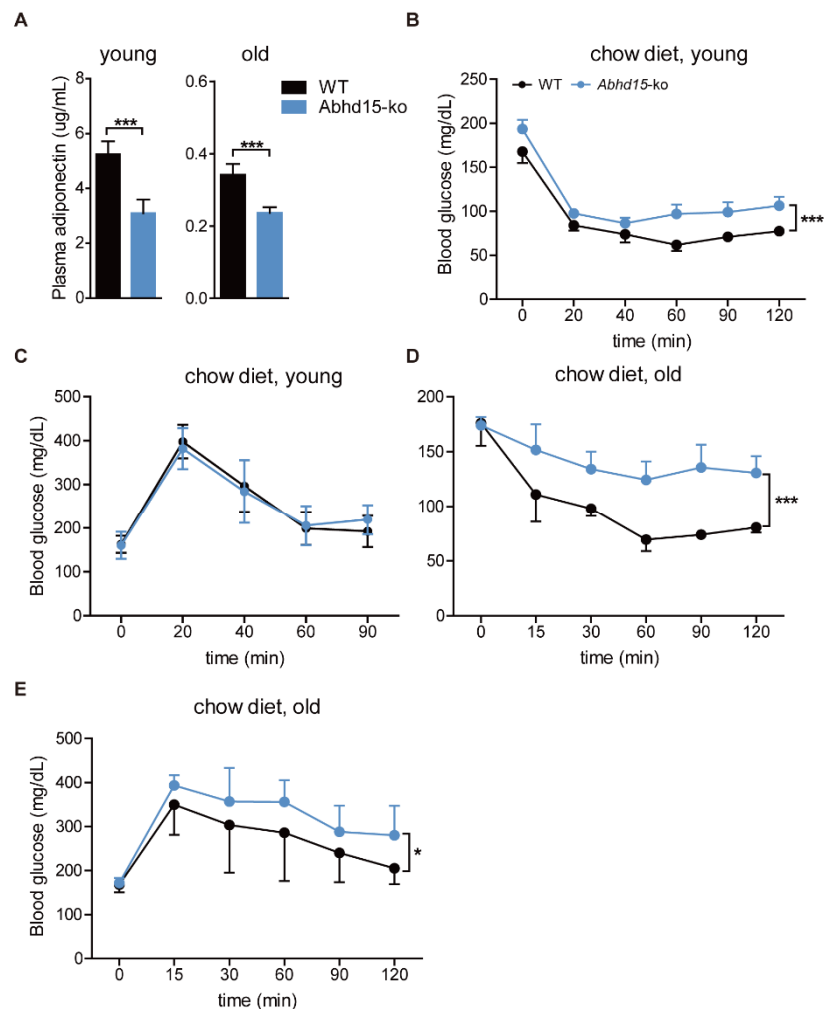 A
young
old
WT
Abhd15-ko
Plasma adiponectin (ug/mL)
8
6
4
2
0
***
0.6
0.4
0.2
0.0
***
B
chow diet, young
WT
Abhd15-ko
Blood glucose (mg/dL)
250
200
150
100
50
0
***
0 20 40 60 90 120
time (min)
C
chow diet, young
Blood glucose (mg/dL)
500
400
300
200
100
0
0 20 40 60 90
time (min)
D
chow diet, old
Blood glucose (mg/dL)
200
150
100
50
0
***
0 15 30 60 90 120
time (min)
E
chow diet, old
Blood glucose (mg/dL)
500
400
300
200
100
0
*
0 15 30 60 90 120
time (min)